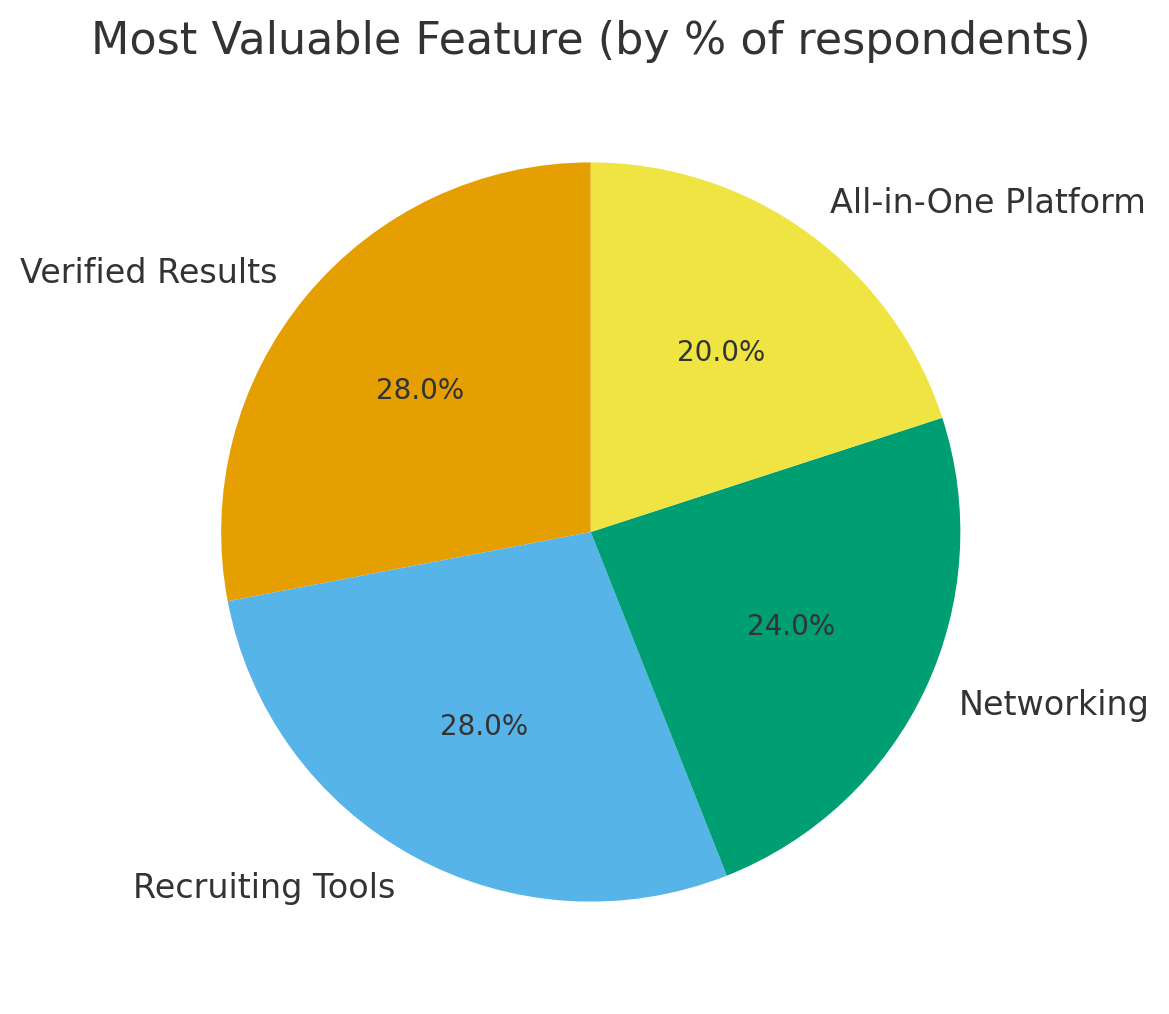 Most Valuable Feature (by % of respondents)
All-in-One Platform
Verified Results
20.0%
28.0%
24.0%
Networking
28.0%
Recruiting Tools